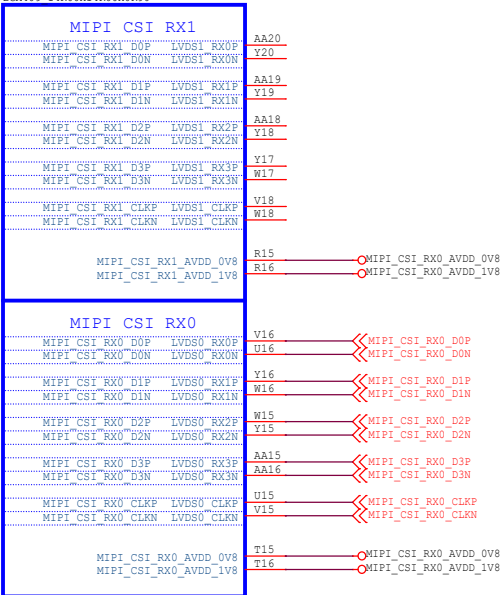 MIPI CSI RX1
MIPI_CSI_RX1_D0P LVDS1_RX0P AA20
MIPI_CSI_RX1_D0N LVDS1_RX0N Y20
MIPI_CSI_RX1_D1P LVDS1_RX1P AA19
MIPI_CSI_RX1_D1N LVDS1_RX1N Y19
MIPI_CSI_RX1_D2P LVDS1_RX2P AA18
MIPI_CSI_RX1_D2N LVDS1_RX2N Y18
MIPI_CSI_RX1_D3P LVDS1_RX3P Y17
MIPI_CSI_RX1_D3N LVDS1_RX3N W17
MIPI_CSI_RX1_CLKP LVDS1_CLKP V18
MIPI_CSI_RX1_CLKN LVDS1_CLKN W18
MIPI_CSI_RX1_AVDD_0V8 R15 MIPI_CSI_RX0_AVDD_0V8
MIPI_CSI_RX1_AVDD_1V8 R16 MIPI_CSI_RX0_AVDD_1V8
MIPI CSI RX0
MIPI_CSI_RX0_D0P LVDS0_RX0P V16 MIPI_CSI_RX0_D0P
MIPI_CSI_RX0_D0N LVDS0_RX0N U16 MIPI_CSI_RX0_D0N
MIPI_CSI_RX0_D1P LVDS0_RX1P Y16 MIPI_CSI_RX0_D1P
MIPI_CSI_RX0_D1N LVDS0_RX1N W16 MIPI_CSI_RX0_D1N
MIPI_CSI_RX0_D2P LVDS0_RX2P W15 MIPI_CSI_RX0_D2P
MIPI_CSI_RX0_D2N LVDS0_RX2N Y15 MIPI_CSI_RX0_D2N
MIPI_CSI_RX0_D3P LVDS0_RX3P AA15 MIPI_CSI_RX0_D3P
MIPI_CSI_RX0_D3N LVDS0_RX3N AA16 MIPI_CSI_RX0_D3N
MIPI_CSI_RX0_CLKP LVDS0_CLKP U15 MIPI_CSI_RX0_CLKP
MIPI_CSI_RX0_CLKN LVDS0_CLKN V15 MIPI_CSI_RX0_CLKN
MIPI_CSI_RX0_AVDD_0V8 T15 MIPI_CSI_RX0_AVDD_0V8
MIPI_CSI_RX0_AVDD_1V8 T16 MIPI_CSI_RX0_AVDD_1V8